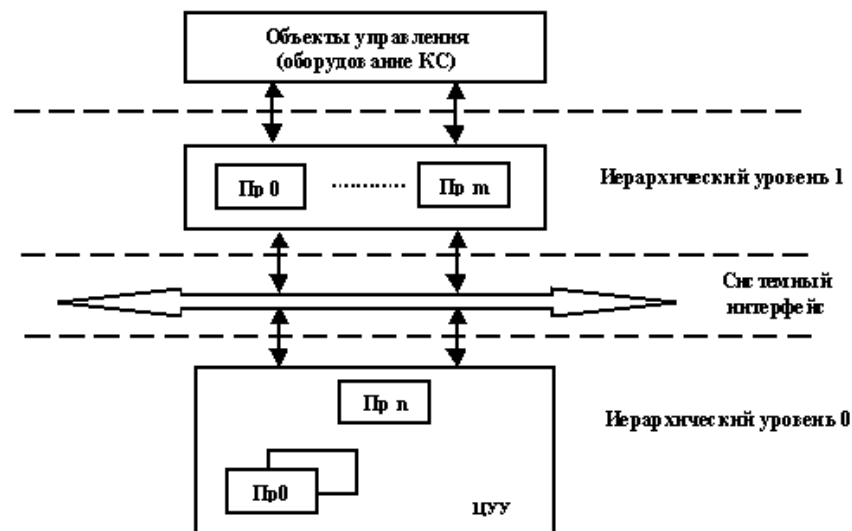 Объекты управления
(оборудование КС)
Пр 0
Пр m
Иерархический уровень 1
Системный
интерфейс
Пр n
Иерархический уровень 0
Пр0
ЦУУ